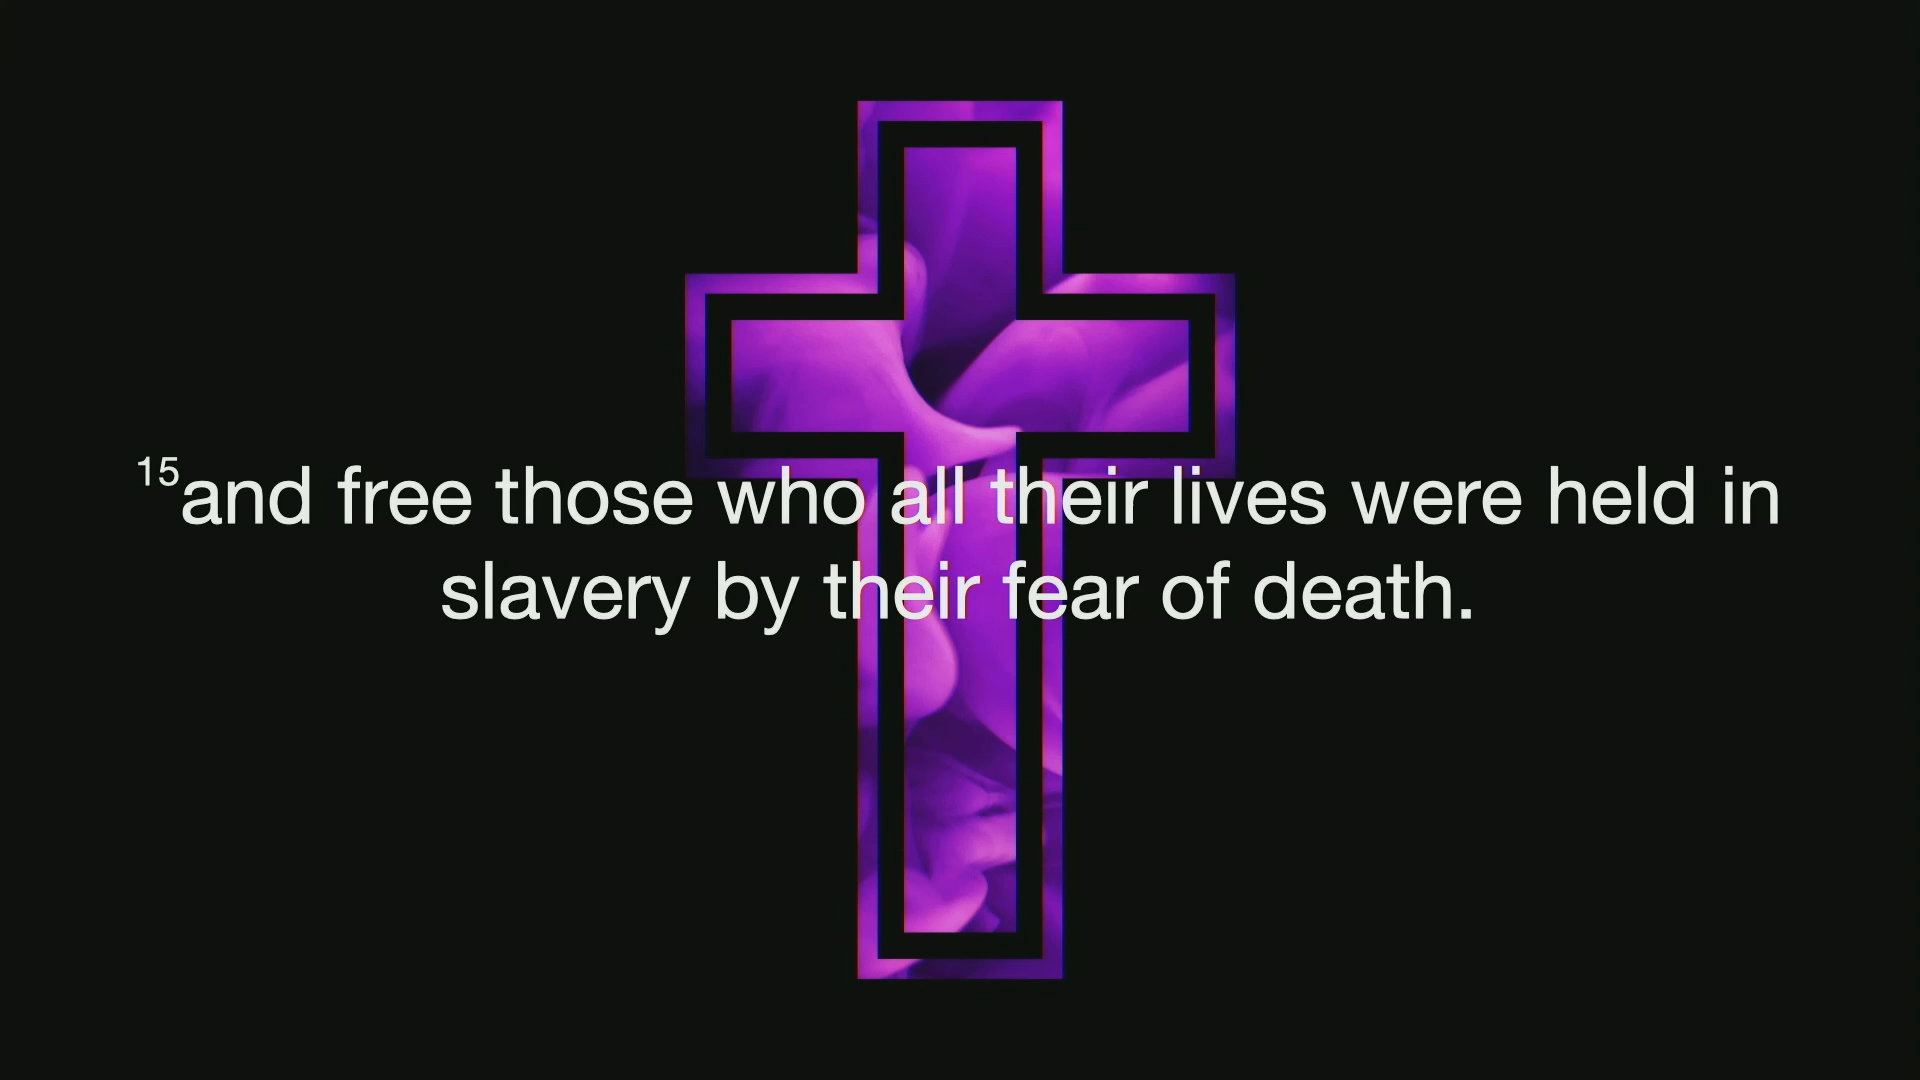 15and free those who all their lives were held in
slavery by their fear of death.